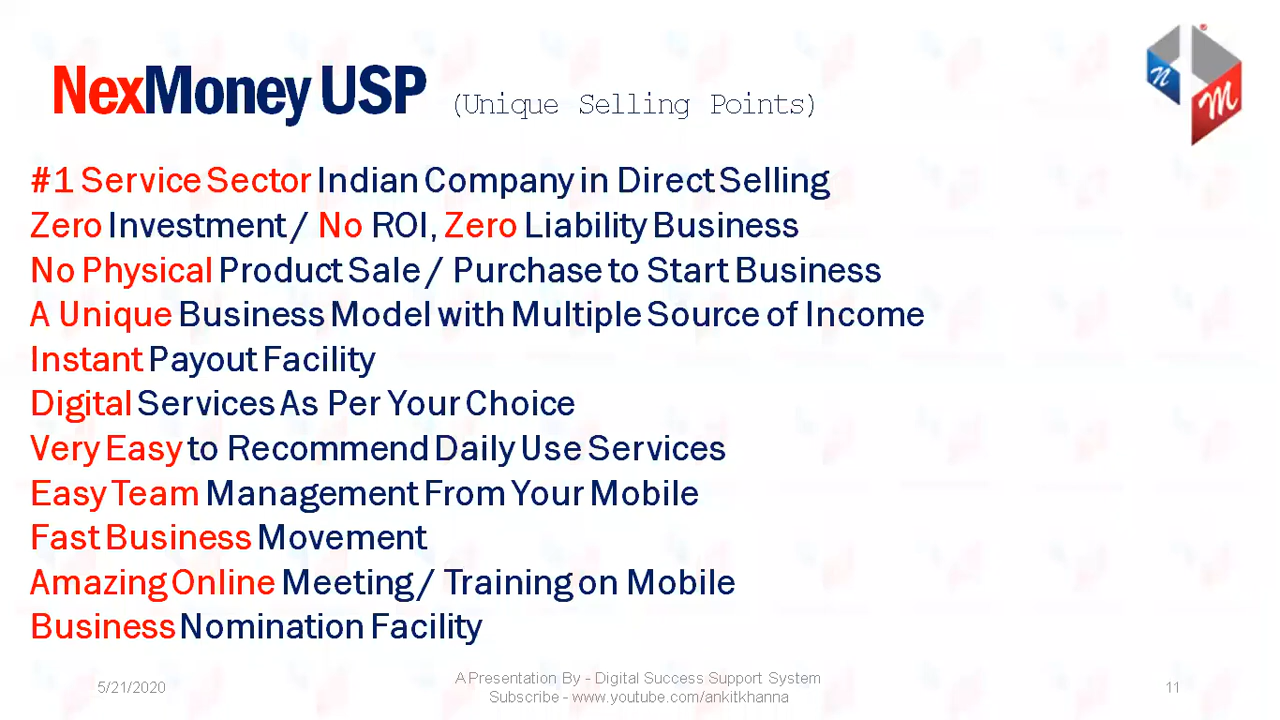 NexMoney USP (Unique Selling Points)
n M ®
#1 Service Sector Indian Company in Direct Selling
Zero Investment / No ROI, Zero Liability Business
No Physical Product Sale / Purchase to Start Business
A Unique Business Model with Multiple Source of Income
Instant Payout Facility
Digital Services As Per Your Choice
Very Easy to Recommend Daily Use Services
Easy Team Management From Your Mobile
Fast Business Movement
Amazing Online Meeting / Training on Mobile
Business Nomination Facility
5/21/2020
A Presentation By - Digital Success Support System
Subscribe - www.youtube.com/ankitkhanna
11